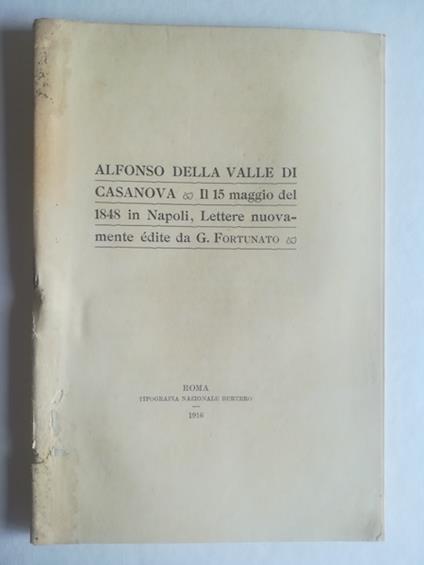 ALFONSO DELLA VALLE DI
CASANOVA Il 15 maggio del
1848 in Napoli, Lettere nuova-
mente édite da G. FORTUNATO
ROMA
TIPOGRAFIA NAZIONALE BERTERO
1916